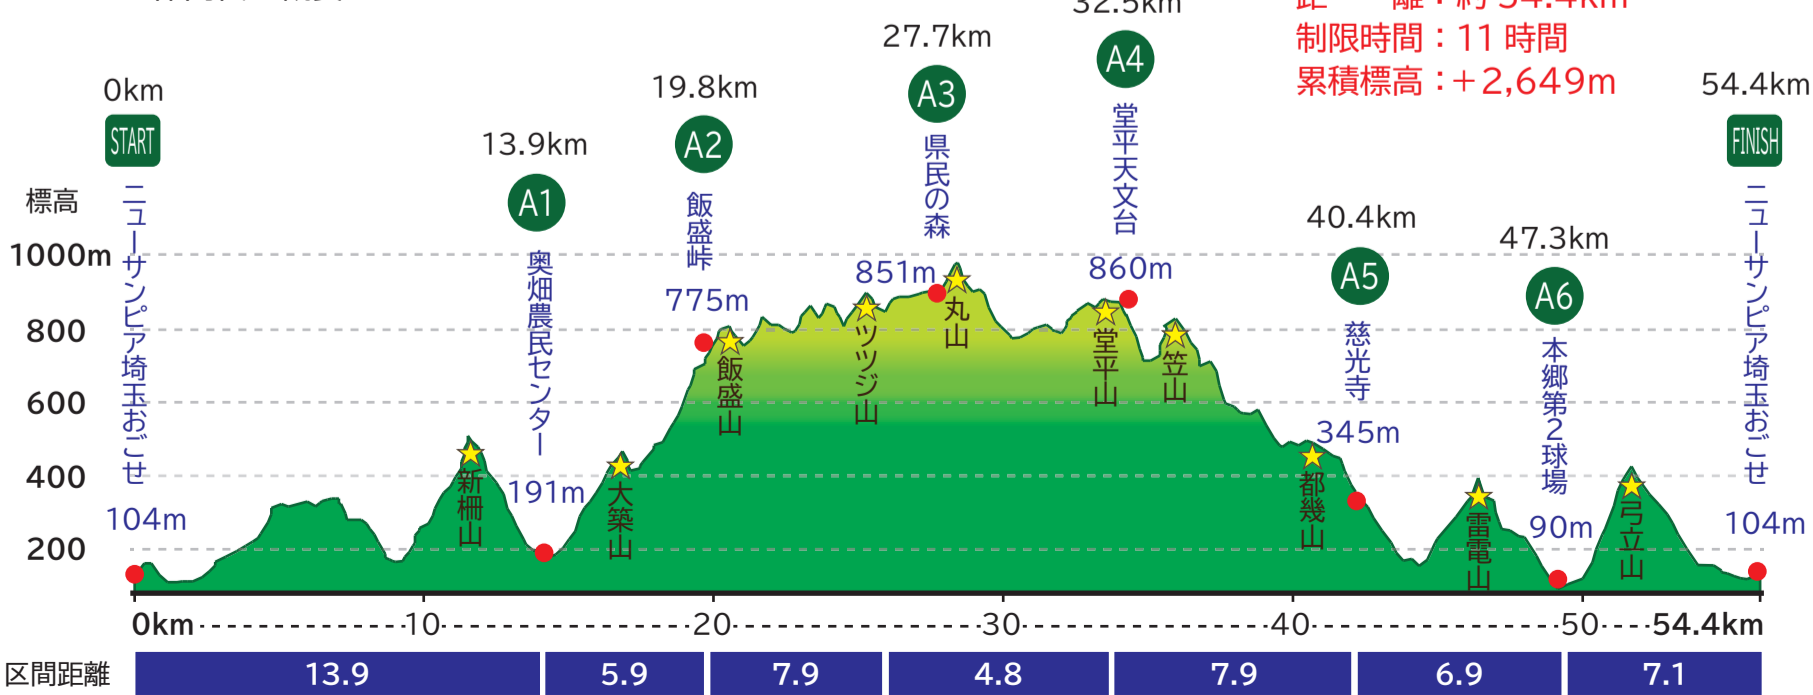 32.5km
距　離：約 54.4km
制限時間：11 時間
累積標高：＋2,649m
0km
START
ニューサンピア埼玉おごせ
104m
13.9km
A1
奥畑農民センター
191m
19.8km
A2
飯盛峠
775m
27.7km
A3
県民の森
851m
A4
堂平天文台
860m
40.4km
A5
慈光寺
345m
47.3km
A6
本郷第2球場
90m
54.4km
FINISH
ニューサンピア埼玉おごせ
104m
標高
1000m
800
600
400
200
新柵山
大築山
飯盛山
ツツジ山
丸山
堂平山
笠山
都幾山
雷電山
弓立山
0km 10 20 30 40 50 54.4km
区間距離 13.9 5.9 7.9 4.8 7.9 6.9 7.1